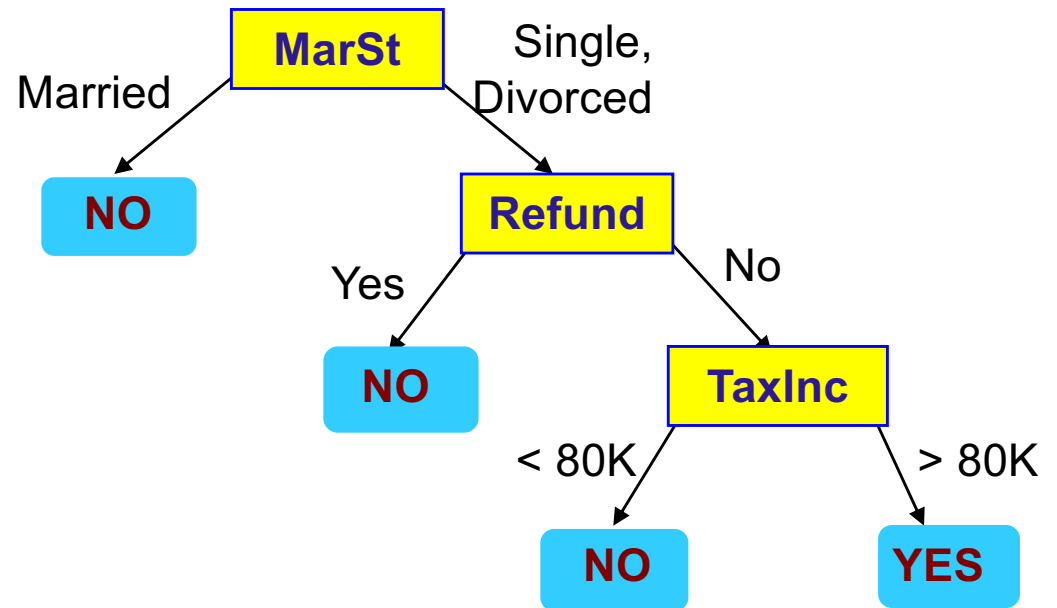 MarSt
Single,
Divorced
Married
NO
Refund
Yes
No
NO
TaxInc
< 80K
> 80K
NO
YES